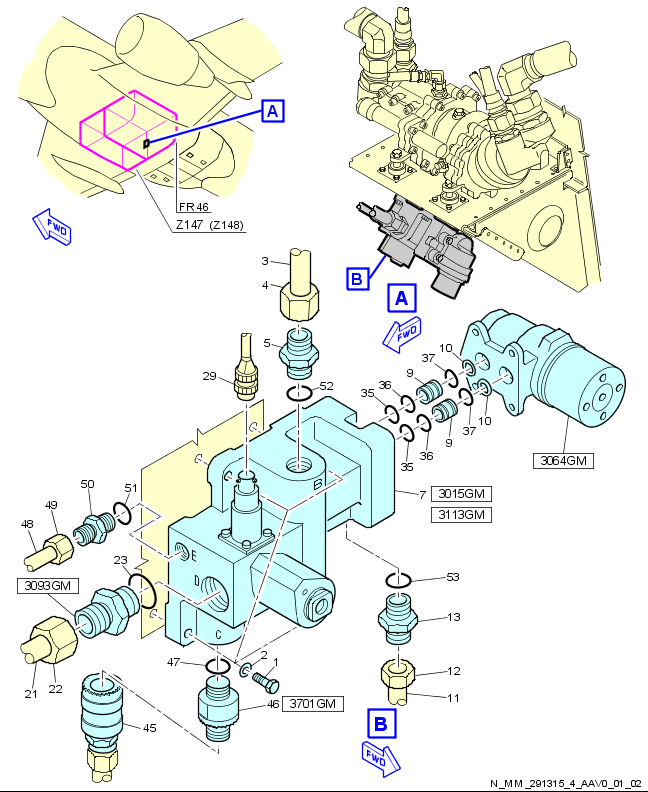 A
FR46
Z147 (Z148)
FWD
B
A
FWD
3
4
5
29
52
10
37
36
35
9
9
10
37
36
35
3064GM
7
3015GM
3113GM
50
51
49
48
E
B
D
C
23
3093GM
53
13
12
11
21
22
47
2
1
46
3701GM
45
B
FWD
N_MM_291315_4_AAV0_01_02